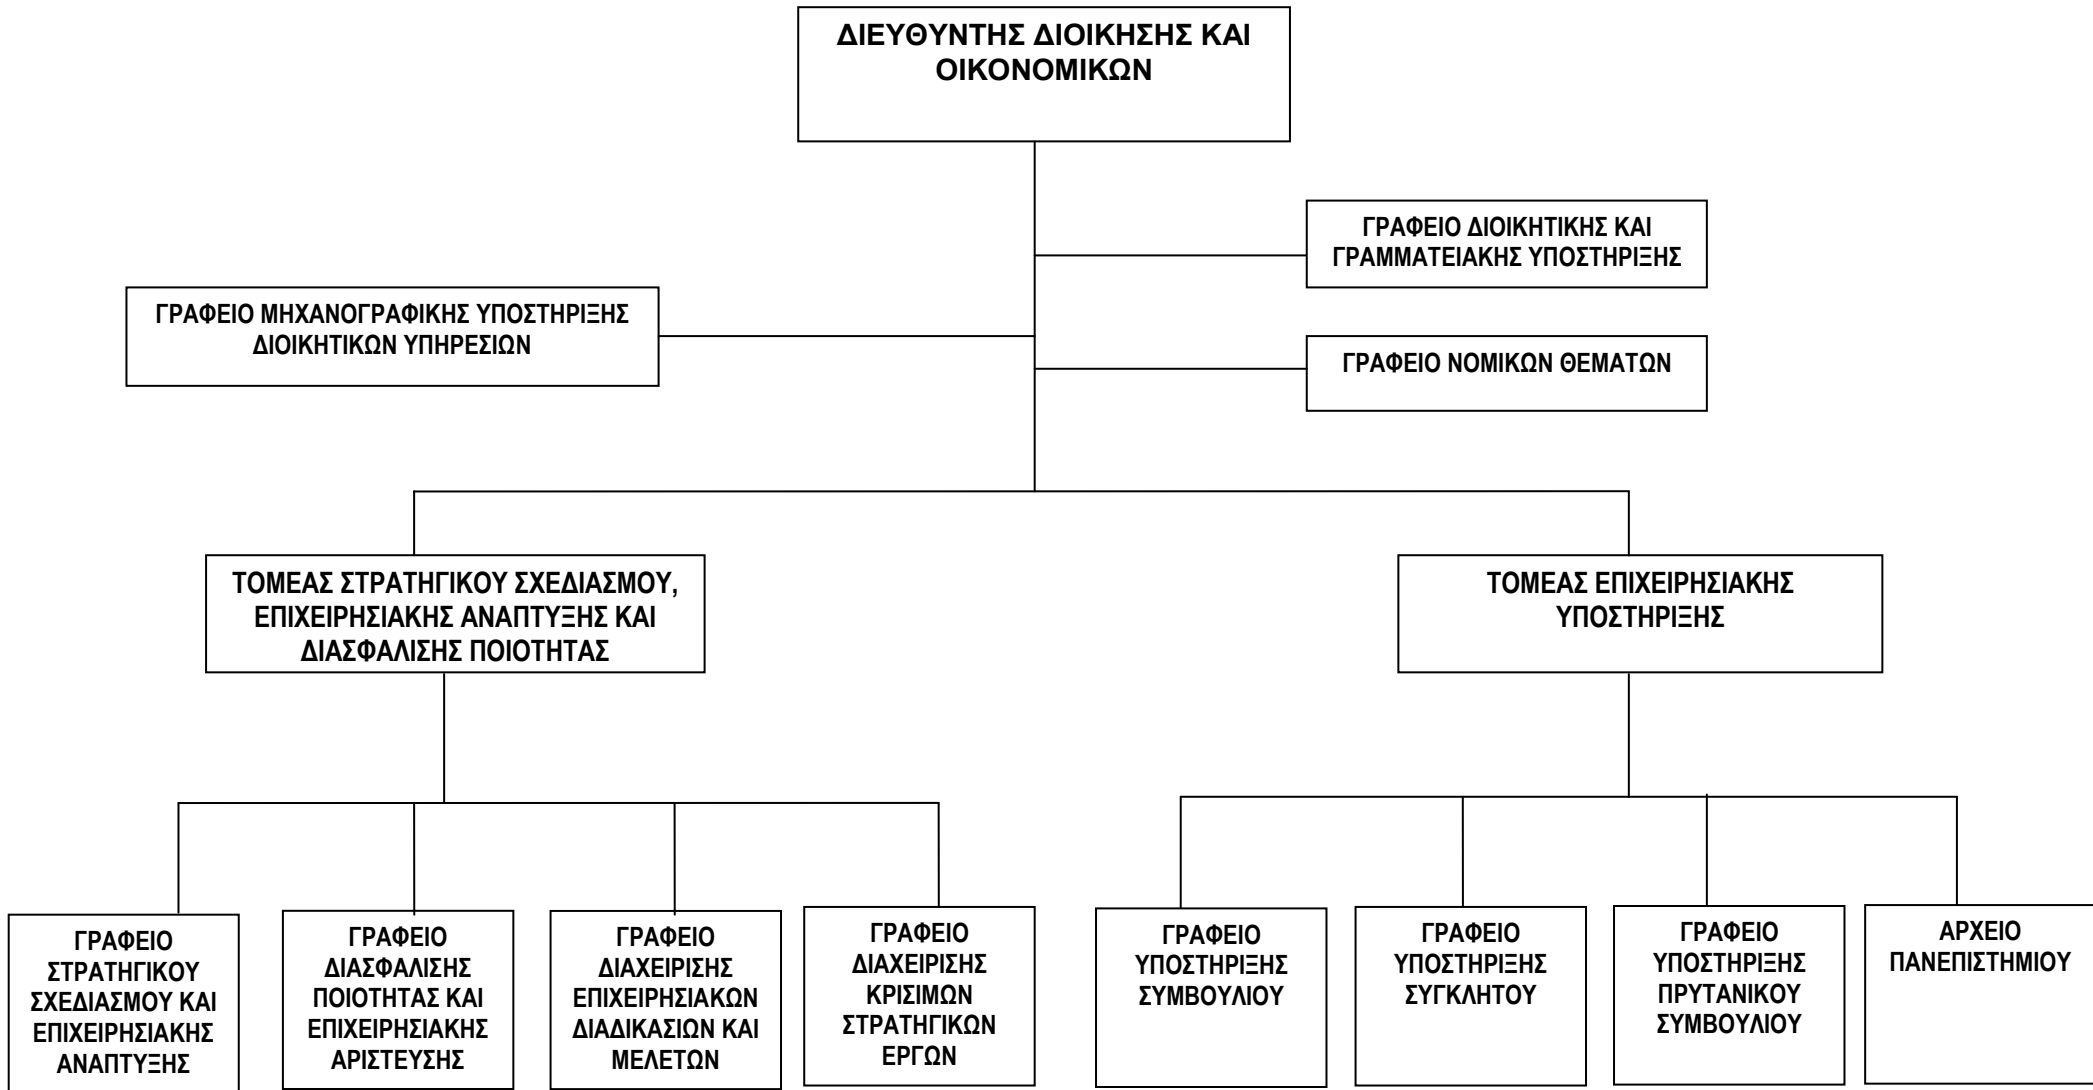 ΔΙΕΥΘΥΝΤΗΣ ΔΙΟΙΚΗΣΗΣ ΚΑΙ
ΟΙΚΟΝΟΜΙΚΩΝ
ΓΡΑΦΕΙΟ ΔΙΟΙΚΗΤΙΚΗΣ ΚΑΙ
ΓΡΑΜΜΑΤΕΙΑΚΗΣ ΥΠΟΣΤΗΡΙΞΗΣ
ΓΡΑΦΕΙΟ ΜΗΧΑΝΟΓΡΑΦΙΚΗΣ ΥΠΟΣΤΗΡΙΞΗΣ
ΔΙΟΙΚΗΤΙΚΩΝ ΥΠΗΡΕΣΙΩΝ
ΓΡΑΦΕΙΟ ΝΟΜΙΚΩΝ ΘΕΜΑΤΩΝ
ΤΟΜΕΑΣ ΣΤΡΑΤΗΓΙΚΟΥ ΣΧΕΔΙΑΣΜΟΥ,
ΕΠΙΧΕΙΡΗΣΙΑΚΗΣ ΑΝΑΠΤΥΞΗΣ ΚΑΙ
ΔΙΑΣΦΑΛΙΣΗΣ ΠΟΙΟΤΗΤΑΣ
ΤΟΜΕΑΣ ΕΠΙΧΕΙΡΗΣΙΑΚΗΣ
ΥΠΟΣΤΗΡΙΞΗΣ
ΓΡΑΦΕΙΟ
ΣΤΡΑΤΗΓΙΚΟΥ
ΣΧΕΔΙΑΣΜΟΥ ΚΑΙ
ΕΠΙΧΕΙΡΗΣΙΑΚΗΣ
ΑΝΑΠΤΥΞΗΣ
ΓΡΑΦΕΙΟ
ΔΙΑΣΦΑΛΙΣΗΣ
ΠΟΙΟΤΗΤΑΣ ΚΑΙ
ΕΠΙΧΕΙΡΗΣΙΑΚΗΣ
ΑΡΙΣΤΕΥΣΗΣ
ΓΡΑΦΕΙΟ
ΔΙΑΧΕΙΡΙΣΗΣ
ΕΠΙΧΕΙΡΗΣΙΑΚΩΝ
ΔΙΑΔΙΚΑΣΙΩΝ ΚΑΙ
ΜΕΛΕΤΩΝ
ΓΡΑΦΕΙΟ
ΔΙΑΧΕΙΡΙΣΗΣ
ΚΡΙΣΙΜΩΝ
ΣΤΡΑΤΗΓΙΚΩΝ
ΕΡΓΩΝ
ΓΡΑΦΕΙΟ
ΥΠΟΣΤΗΡΙΞΗΣ
ΣΥΜΒΟΥΛΙΟΥ
ΓΡΑΦΕΙΟ
ΥΠΟΣΤΗΡΙΞΗΣ
ΣΥΓΚΛΗΤΟΥ
ΓΡΑΦΕΙΟ
ΥΠΟΣΤΗΡΙΞΗΣ
ΠΡΥΤΑΝΙΚΟΥ
ΣΥΜΒΟΥΛΙΟΥ
ΑΡΧΕΙΟ
ΠΑΝΕΠΙΣΤΗΜΙΟΥ